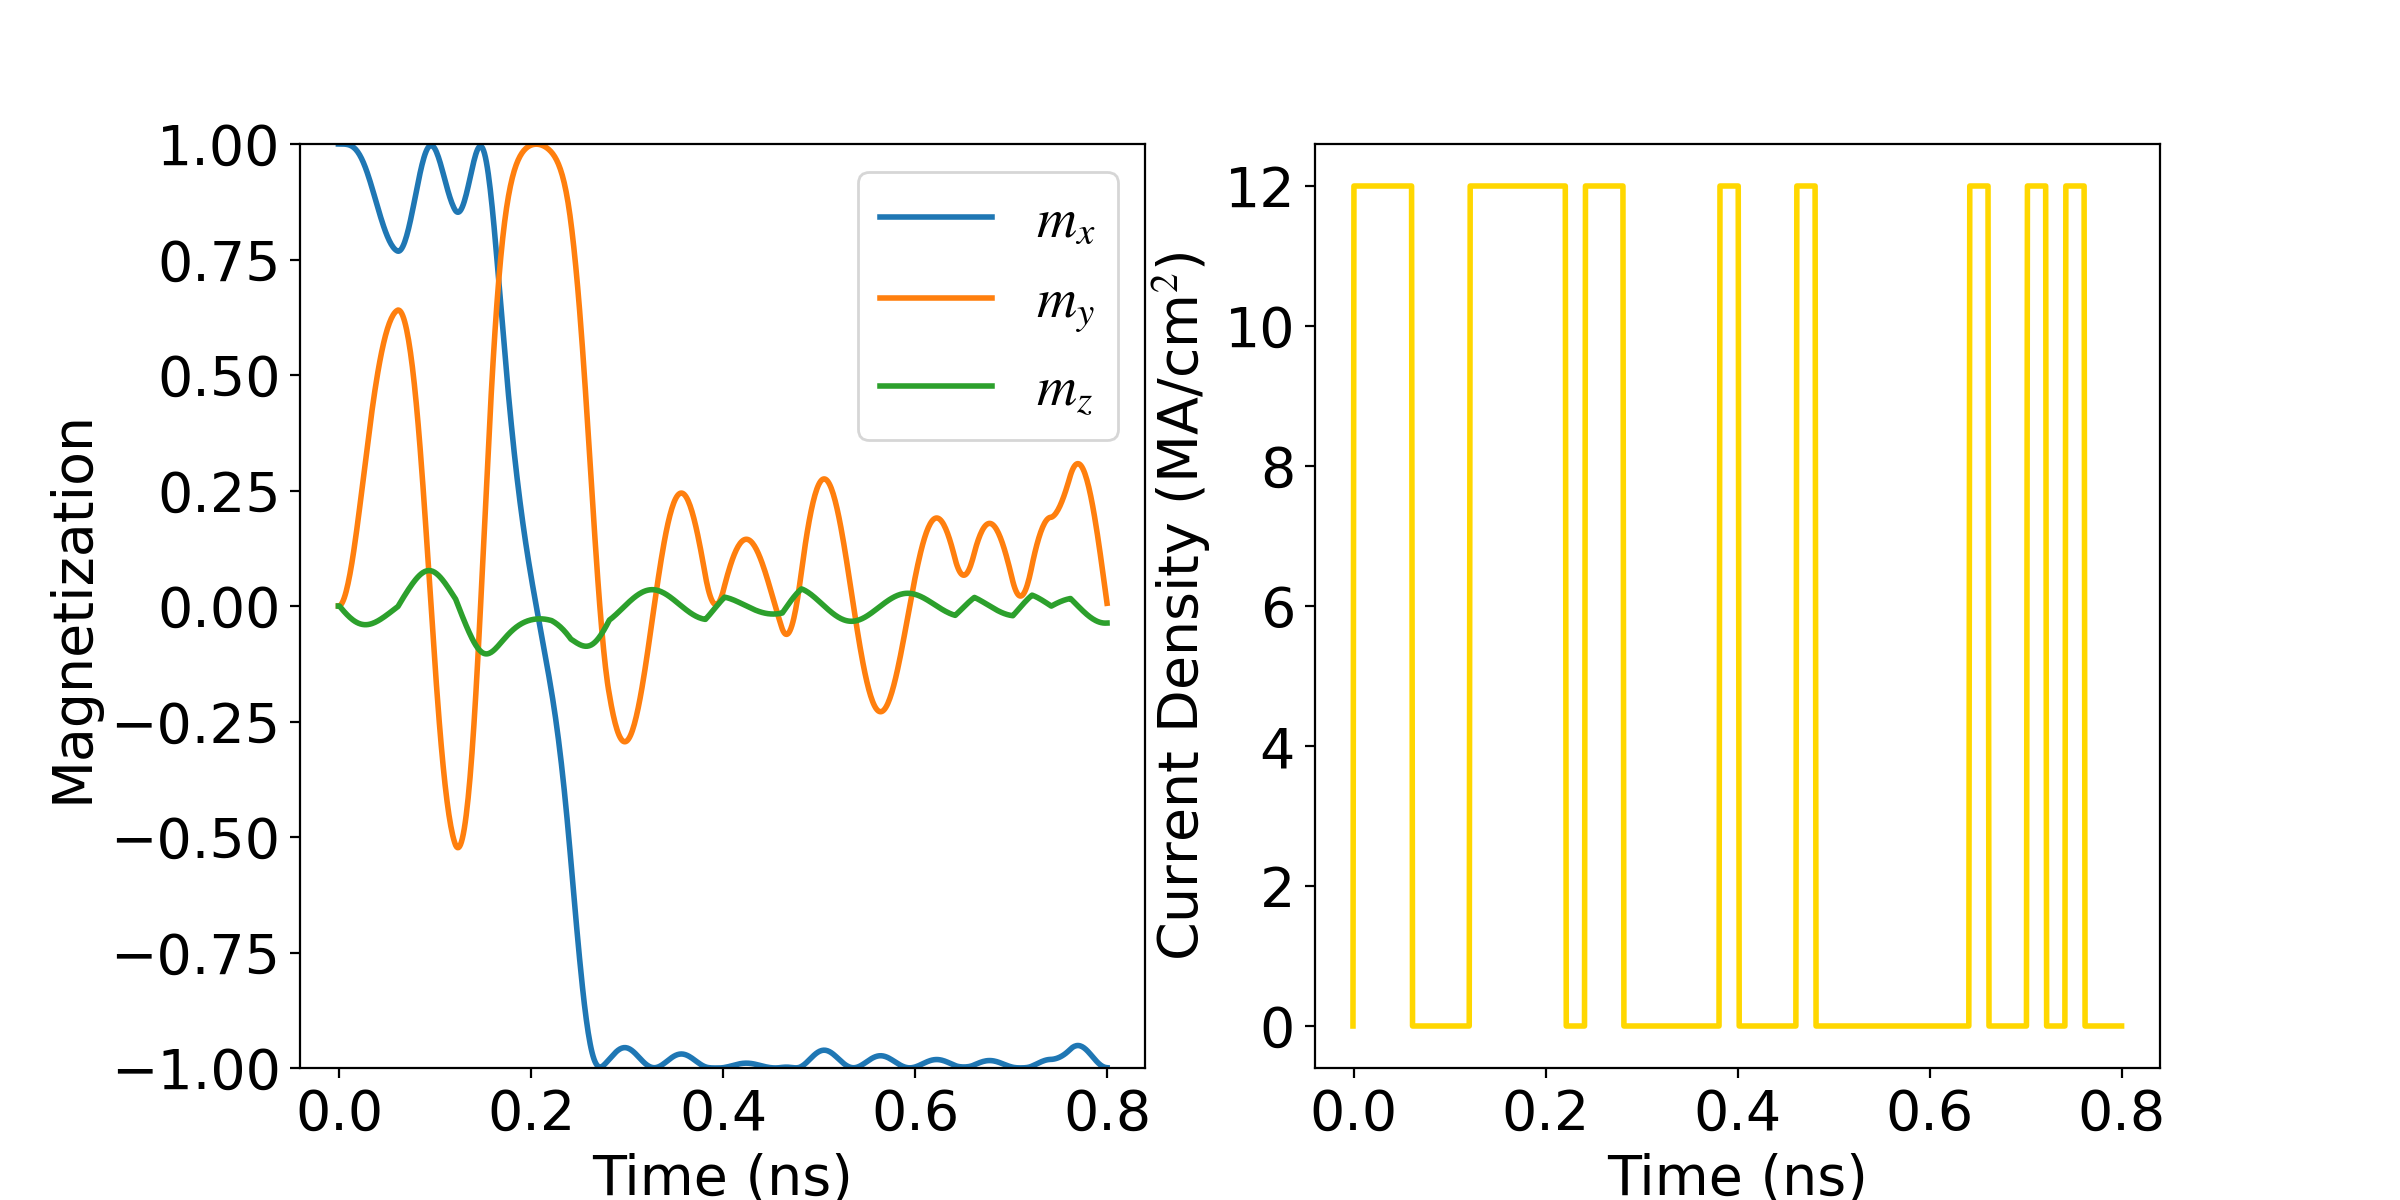 Magnetization
1.00
0.75
0.50
0.25
0.00
−0.25
−0.50
−0.75
−1.00
0.0 0.2 0.4 0.6 0.8
Time (ns)
m_x
m_y
m_z
Current Density (MA/cm²)
12
10
8
6
4
2
0
0.0 0.2 0.4 0.6 0.8
Time (ns)